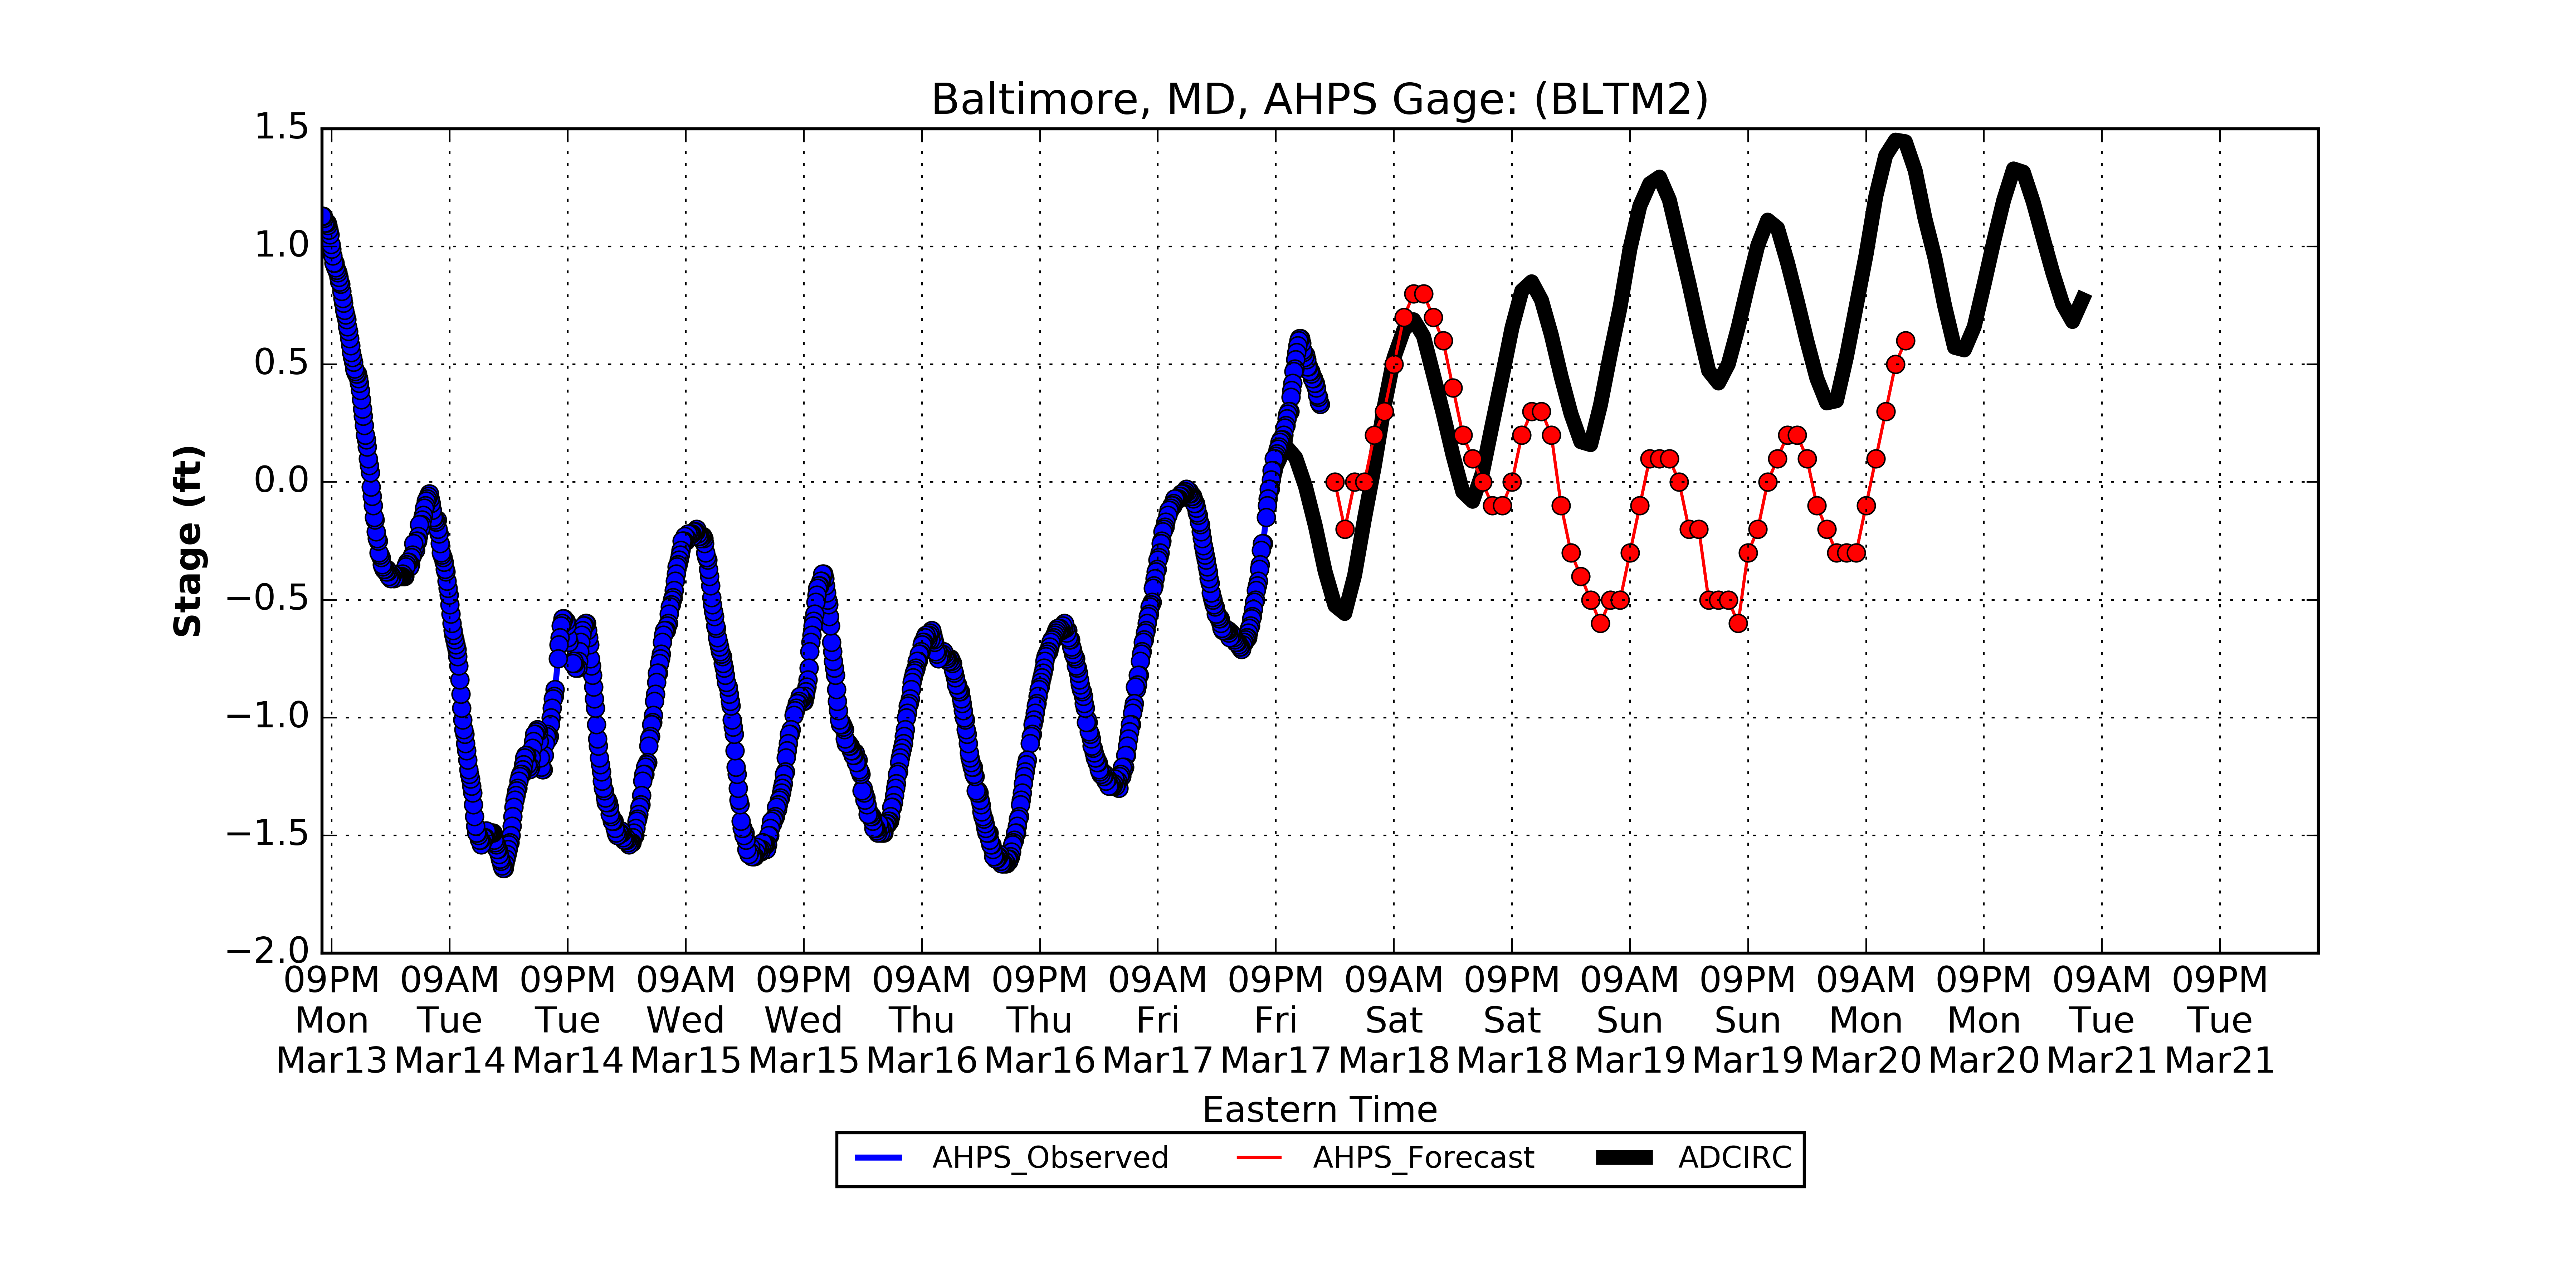 Baltimore, MD, AHPS Gage: (BLTM2)
1.5
1.0
0.5
0.0
−0.5
−1.0
−1.5
−2.0
Stage (ft)
09PM 09AM 09PM 09AM 09PM 09AM 09PM 09AM 09PM 09AM 09PM 09AM 09PM 09AM 09PM 09AM 09PM
Mon Tue Tue Wed Wed Thu Thu Fri Fri Sat Sat Sun Sun Mon Mon Tue Tue
Mar13 Mar14 Mar14 Mar15 Mar15 Mar16 Mar16 Mar17 Mar17 Mar18 Mar18 Mar19 Mar19 Mar20 Mar20 Mar21 Mar21
Eastern Time
AHPS_Observed AHPS_Forecast ADCIRC